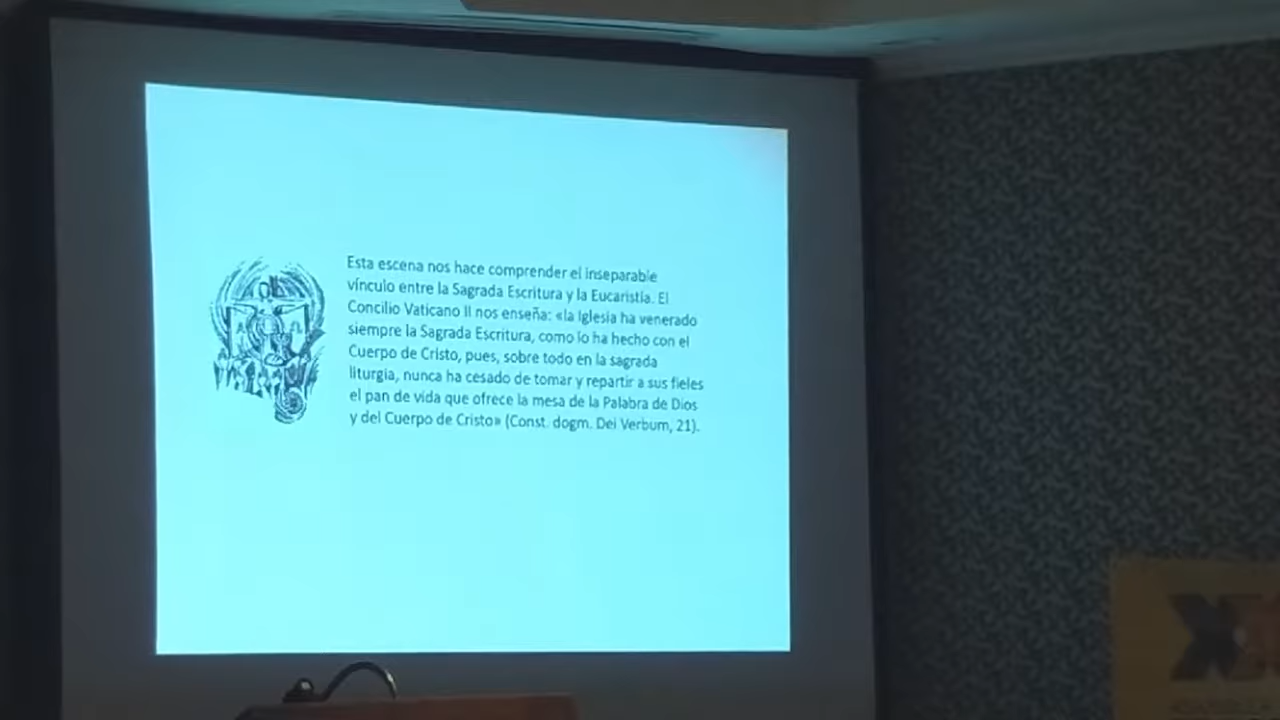 Esta escena nos hace comprender el inseparable
vínculo entre la Sagrada Escritura y la Eucaristía. El
Concilio Vaticano II nos enseña: «la Iglesia ha venerado
siempre la Sagrada Escritura, como lo ha hecho con el
Cuerpo de Cristo, pues, sobre todo en la sagrada
liturgia, nunca ha cesado de tomar y repartir a sus fieles
el pan de vida que ofrece la mesa de la Palabra de Dios
y del Cuerpo de Cristo» (Const. dogm. Dei Verbum, 21).